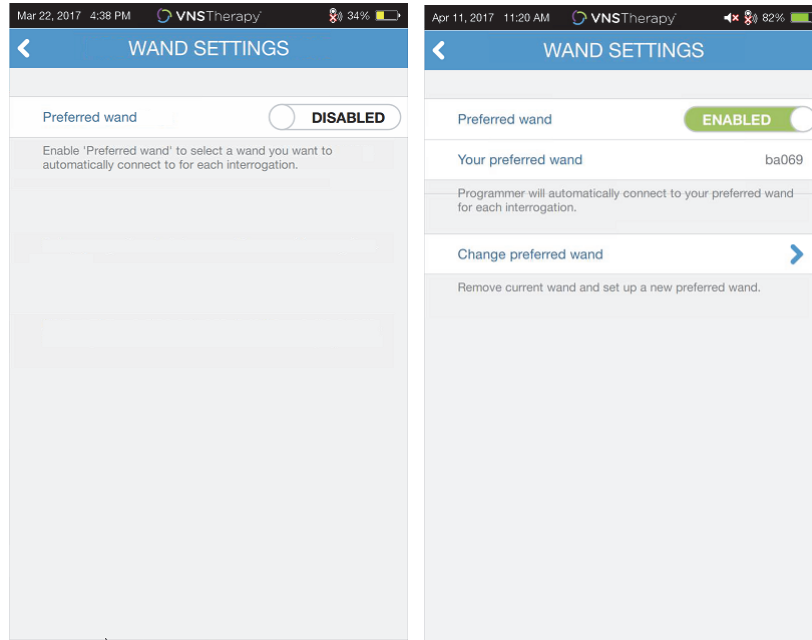 Mar 22, 2017 4:38 PM VNSTherapy 34%
WAND SETTINGS
Preferred wand DISABLED
Enable 'Preferred wand' to select a wand you want to
automatically connect to for each interrogation.
Apr 11, 2017 11:20 AM VNSTherapy 82%
WAND SETTINGS
Preferred wand ENABLED
Your preferred wand ba069
Programmer will automatically connect to your preferred wand
for each interrogation.
Change preferred wand
Remove current wand and set up a new preferred wand.